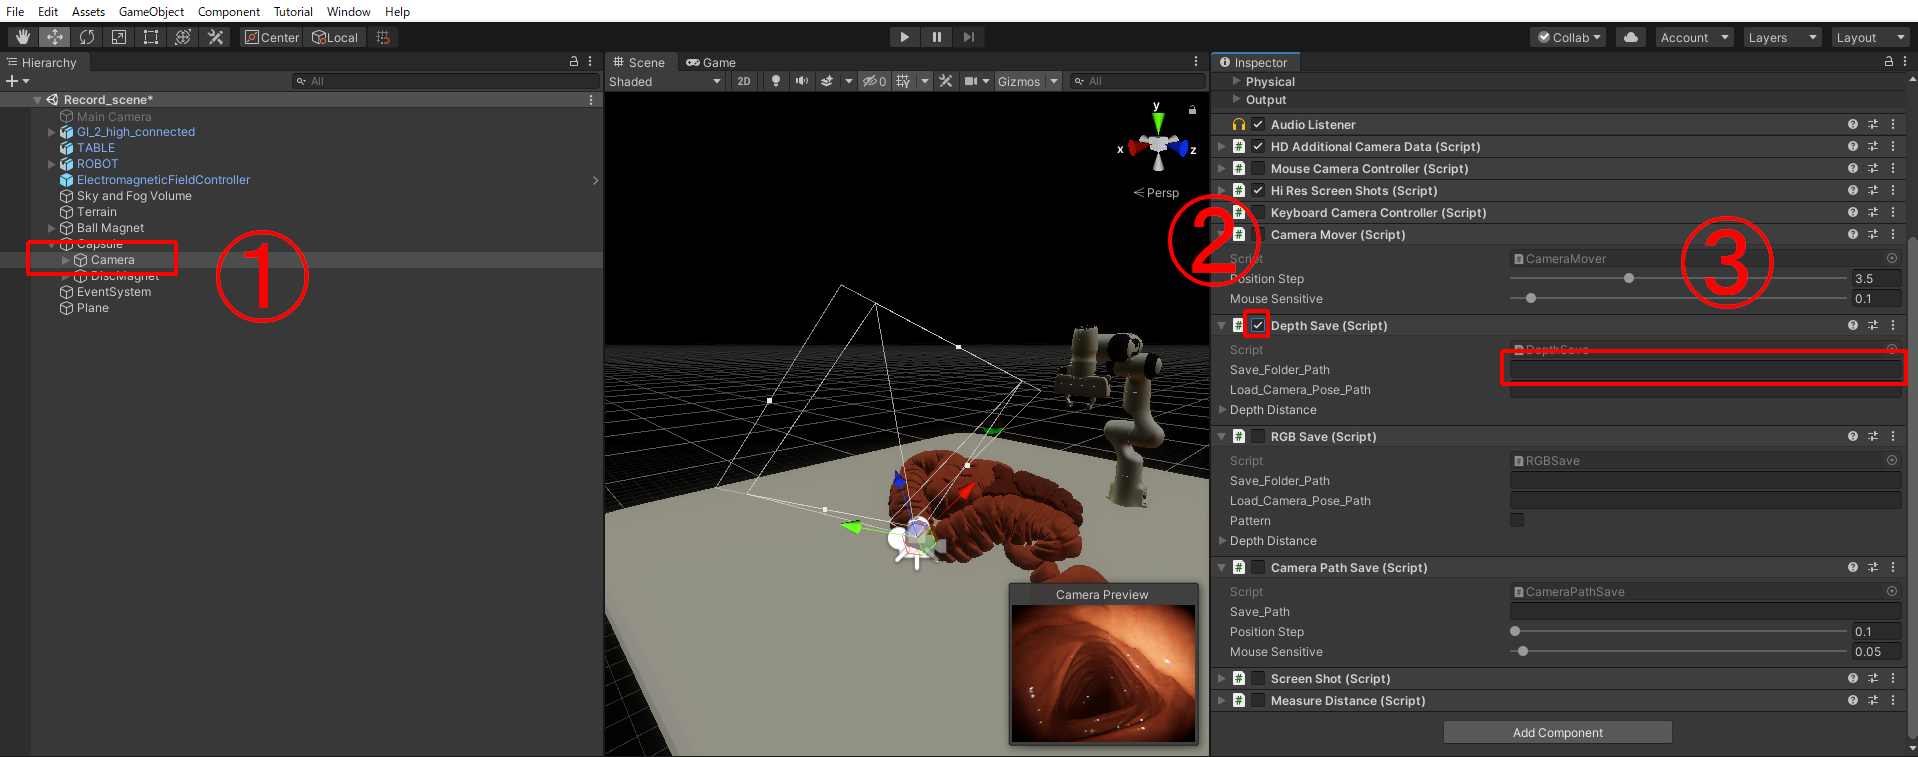 File Edit Assets GameObject Component Tutorial Window Help
Center Local Collab Account Layers Layout
Hierarchy
All
Record_scene*
Main Camera
GI_2_high_connected
TABLE
ROBOT
ElectromagneticFieldController
Sky and Fog Volume
Terrain
Ball Magnet
Capsule
Camera
DiscMagnet
EventSystem
Plane
①
Scene Game
Shaded 2D 0 Gizmos All
y
x z
Persp
Camera Preview
Inspector
Physical
Output
Audio Listener
# HD Additional Camera Data (Script)
# Mouse Camera Controller (Script)
# Hi Res Screen Shots (Script)
# Keyboard Camera Controller (Script)
# Camera Mover (Script)
②
③
Script CameraMover
Position Step 3.5
Mouse Sensitive 0.1
# Depth Save (Script)
Script DepthSave
Save_Folder_Path
Load_Camera_Pose_Path
Depth Distance
# RGB Save (Script)
Script RGBSave
Save_Folder_Path
Load_Camera_Pose_Path
Pattern
Depth Distance
# Camera Path Save (Script)
Script CameraPathSave
Save_Path
Position Step 0.1
Mouse Sensitive 0.05
# Screen Shot (Script)
# Measure Distance (Script)
Add Component